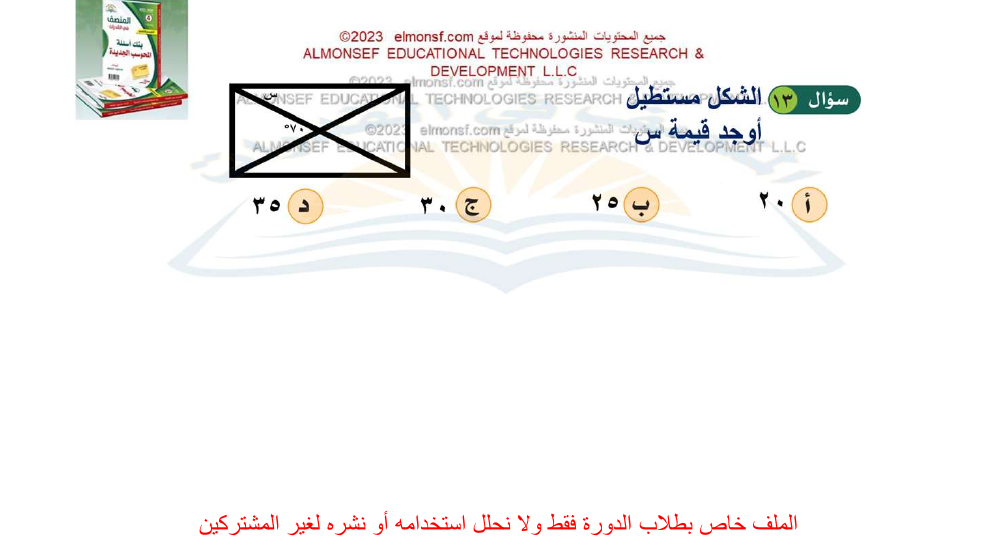 جميع المحتويات المنشورة محفوظة لموقع elmonsf.com ©2023
ALMONSEF EDUCATIONAL TECHNOLOGIES RESEARCH &
DEVELOPMENT L.L.C
جميع المحتويات المنشورة محفوظة لموقع elmonsf.com ©2023
ALMONSEF EDUCATIONAL TECHNOLOGIES RESEARCH & DEVELOPMENT L.L.C
المنصف
بنك أسئلة
المحوسب الجديدة
سؤال ١٣ الشكل مستطيل
أوجد قيمة س
جميع المحتويات المنشورة محفوظة لموقع elmonsf.com ©2023
ALMONSEF EDUCATIONAL TECHNOLOGIES RESEARCH & DEVELOPMENT L.L.C
س
٧٠°
أ ٢٠
ب ٢٥
ج ٣٠
د ٣٥
الملف خاص بطلاب الدورة فقط ولا نحلل استخدامه أو نشره لغير المشتركين